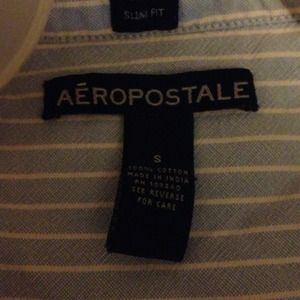 SLIM FIT
AÉROPOSTALE
S
100% COTTON
MADE IN INDIA
SEE REVERSE
FOR CARE